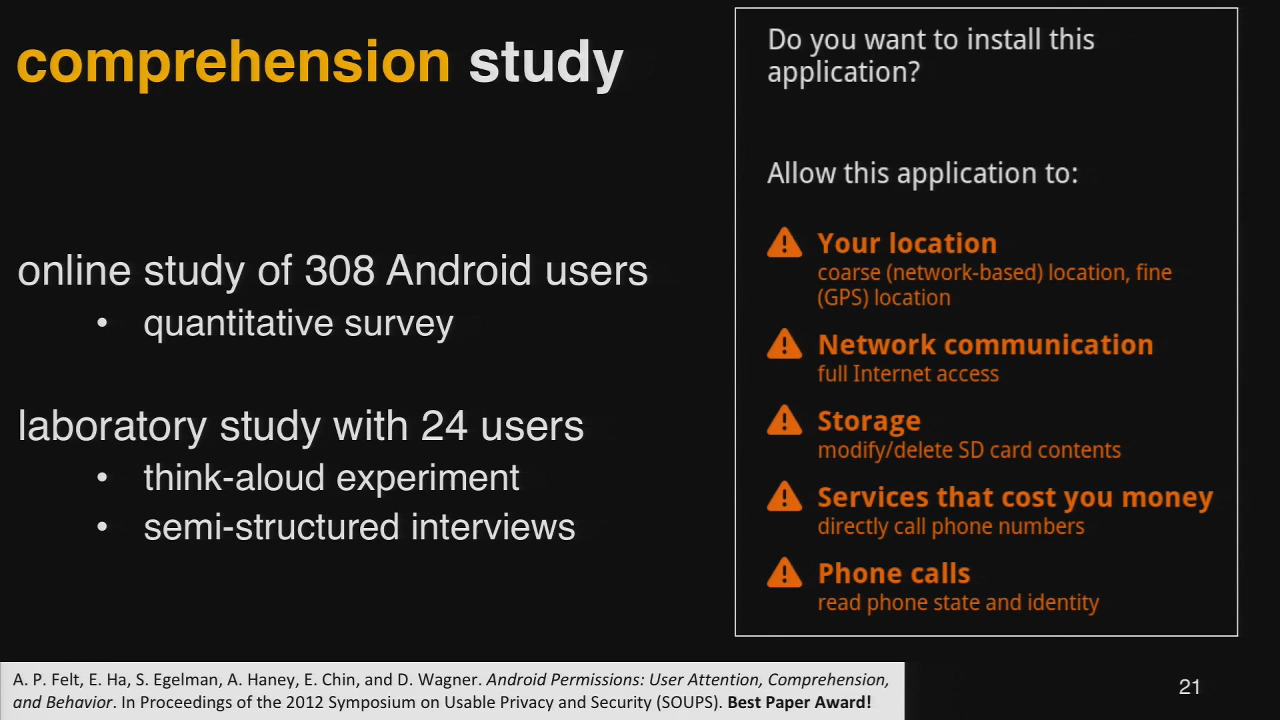 comprehension study
online study of 308 Android users
• quantitative survey
laboratory study with 24 users
• think-aloud experiment
• semi-structured interviews
Do you want to install this
application?
Allow this application to:
Your location
coarse (network-based) location, fine
(GPS) location
Network communication
full Internet access
Storage
modify/delete SD card contents
Services that cost you money
directly call phone numbers
Phone calls
read phone state and identity
A. P. Felt, E. Ha, S. Egelman, A. Haney, E. Chin, and D. Wagner. Android Permissions: User Attention, Comprehension,
and Behavior. In Proceedings of the 2012 Symposium on Usable Privacy and Security (SOUPS). Best Paper Award!
21